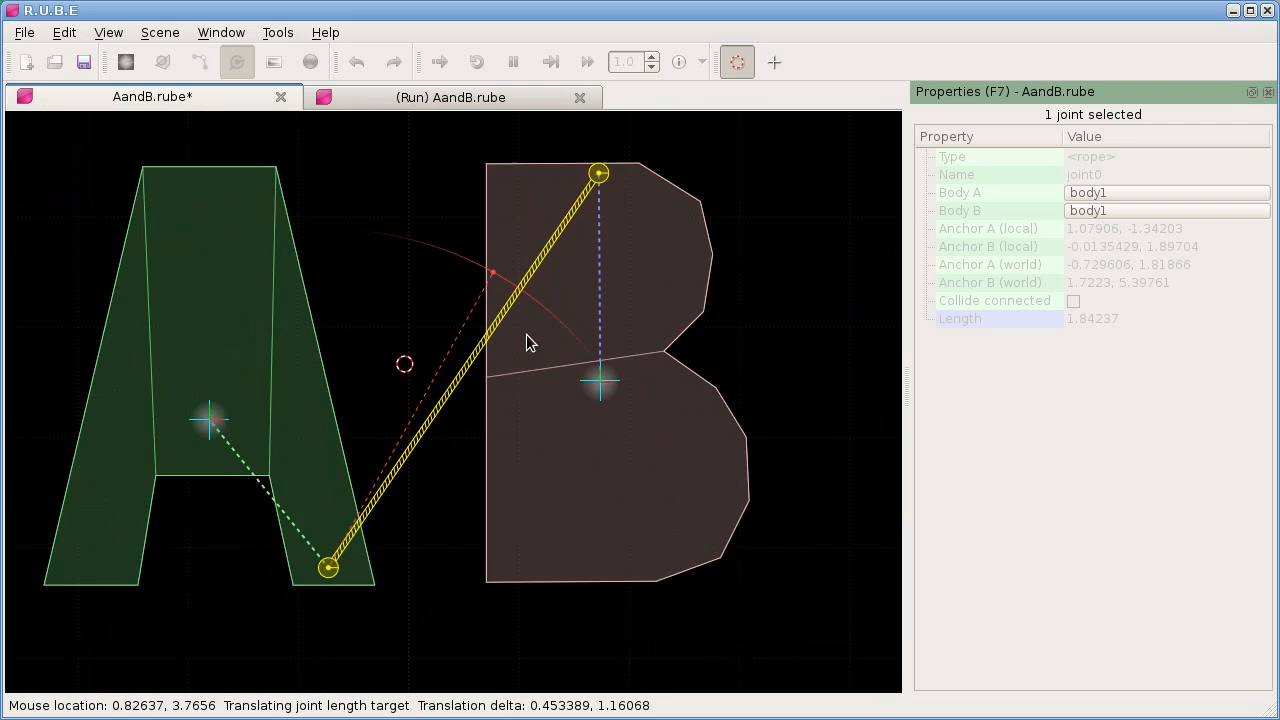 R.U.B.E
File Edit View Scene Window Tools Help
1.0
AandB.rube*
(Run) AandB.rube
Properties (F7) - AandB.rube
1 joint selected
Property Value
Type <rope>
Name joint0
Body A body1
Body B body1
Anchor A (local) 1.07906, -1.34203
Anchor B (local) -0.0135429, 1.89704
Anchor A (world) -0.729606, 1.81866
Anchor B (world) 1.7223, 5.39761
Collide connected
Length 1.84237
Mouse location: 0.82637, 3.7656 Translating joint length target Translation delta: 0.453389, 1.16068